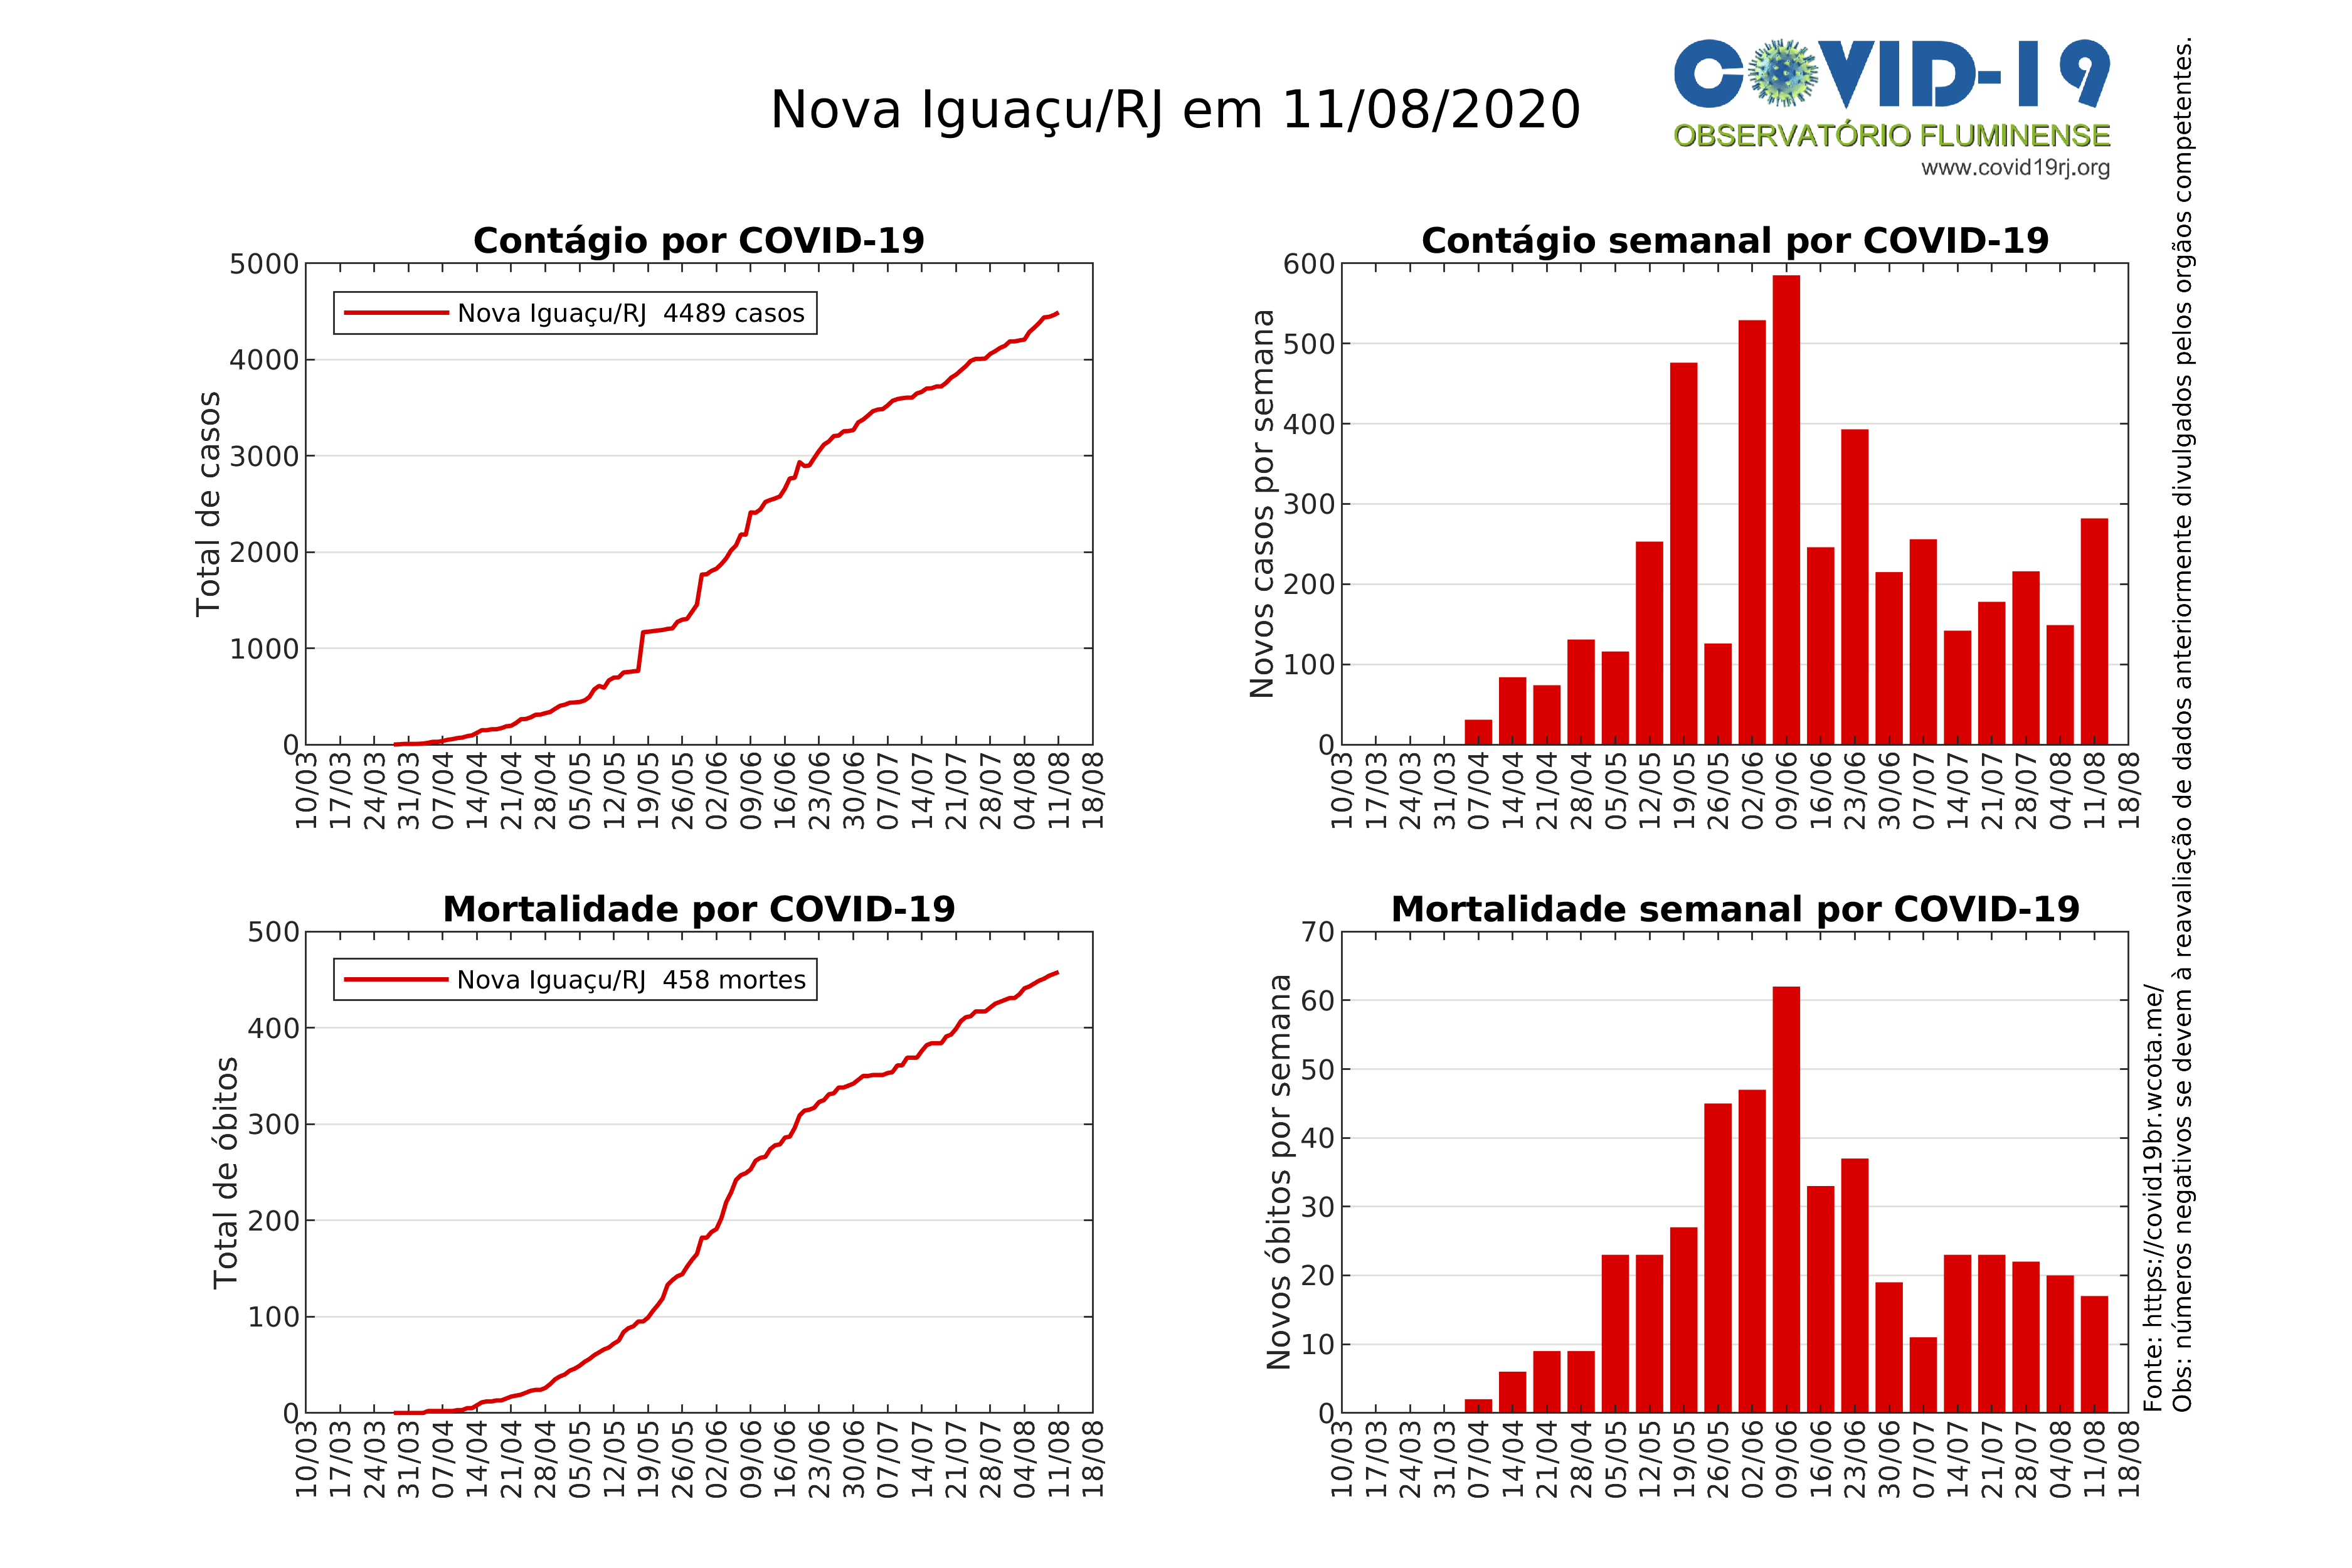 Nova Iguaçu/RJ em 11/08/2020
COVID-19
OBSERVATÓRIO FLUMINENSE
www.covid19rj.org
Contágio por COVID-19
Total de casos
5000
4000
3000
2000
1000
0
Nova Iguaçu/RJ 4489 casos
10/03 17/03 24/03 31/03 07/04 14/04 21/04 28/04 05/05 12/05 19/05 26/05 02/06 09/06 16/06 23/06 30/06 07/07 14/07 21/07 28/07 04/08 11/08 18/08
Contágio semanal por COVID-19
Novos casos por semana
600
500
400
300
200
100
0
10/03 17/03 24/03 31/03 07/04 14/04 21/04 28/04 05/05 12/05 19/05 26/05 02/06 09/06 16/06 23/06 30/06 07/07 14/07 21/07 28/07 04/08 11/08 18/08
Mortalidade por COVID-19
Total de óbitos
500
400
300
200
100
0
Nova Iguaçu/RJ 458 mortes
10/03 17/03 24/03 31/03 07/04 14/04 21/04 28/04 05/05 12/05 19/05 26/05 02/06 09/06 16/06 23/06 30/06 07/07 14/07 21/07 28/07 04/08 11/08 18/08
Mortalidade semanal por COVID-19
Novos óbitos por semana
70
60
50
40
30
20
10
0
10/03 17/03 24/03 31/03 07/04 14/04 21/04 28/04 05/05 12/05 19/05 26/05 02/06 09/06 16/06 23/06 30/06 07/07 14/07 21/07 28/07 04/08 11/08 18/08
Fonte: https://covid19br.wcota.me/
Obs: números negativos se devem à reavaliação de dados anteriormente divulgados pelos orgãos competentes.